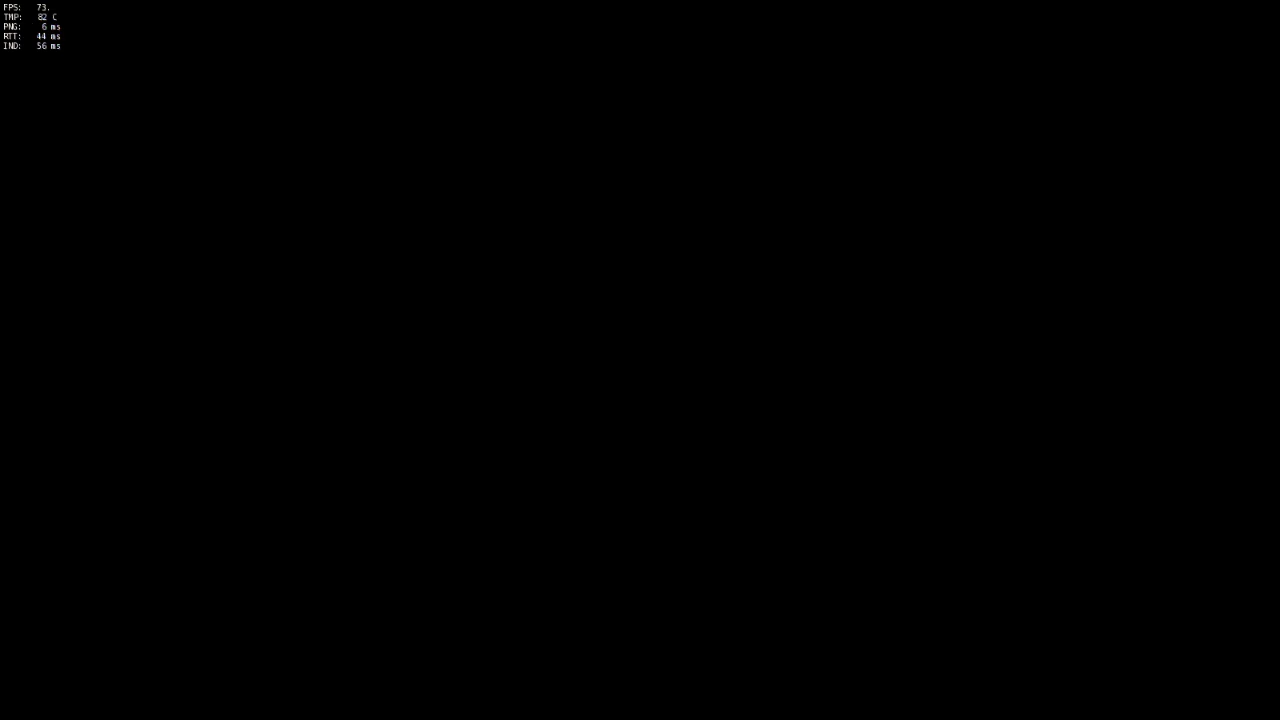 FPS: 73.
TMP: 82 C
PNG: 6 ms
RTT: 44 ms
IND: 56 ms